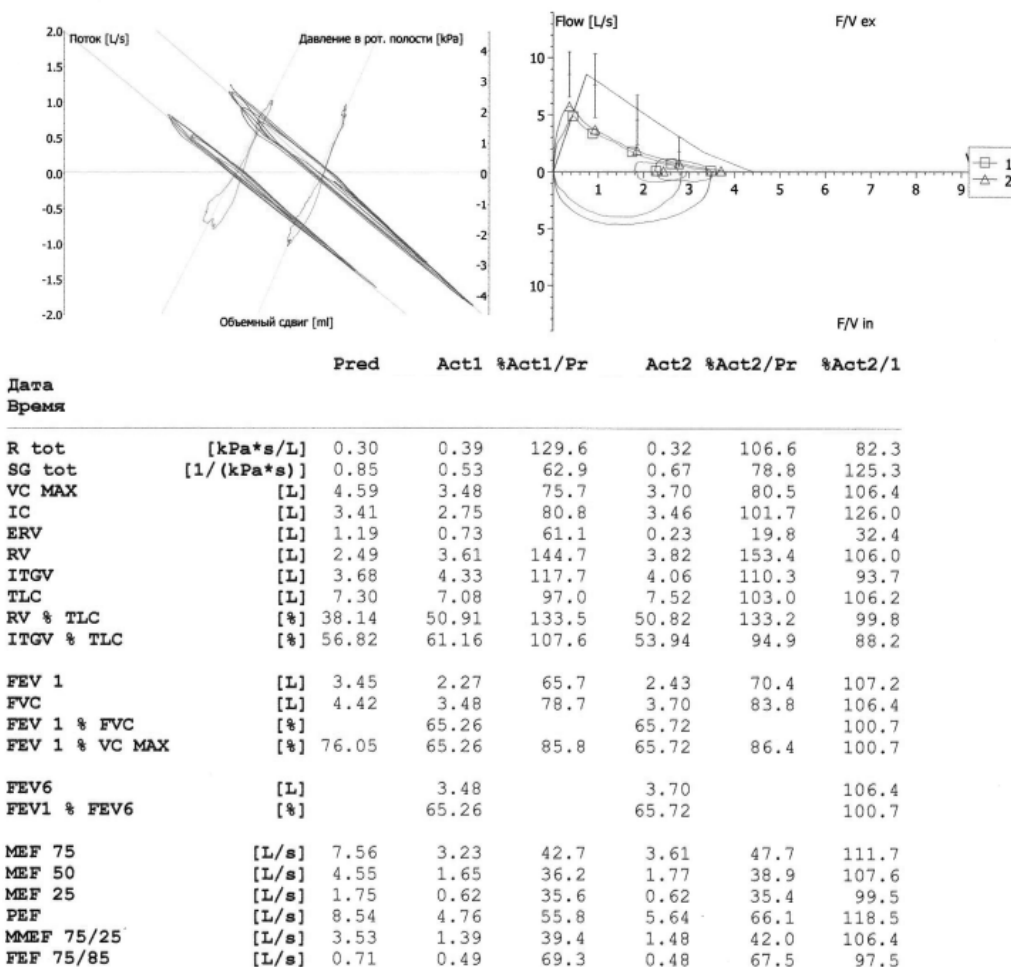 Поток [L/s] Давление в рот. полости [kPa]
2.0
1.5
1.0
0.5
0.0
-0.5
-1.0
-1.5
-2.0
4
3
2
1
0
-1
-2
-3
-4
Объемный сдвиг [ml]
Flow [L/s] F/V ex
10
5
1 2 3 4 5 6 7 8 9
5
10
F/V in
1
2
Pred Act1 %Act1/Pr Act2 %Act2/Pr %Act2/1
Дата
Время
R tot [kPa*s/L] 0.30 0.39 129.6 0.32 106.6 82.3
SG tot [1/(kPa*s)] 0.85 0.53 62.9 0.67 78.8 125.3
VC MAX [L] 4.59 3.48 75.7 3.70 80.5 106.4
IC [L] 3.41 2.75 80.8 3.46 101.7 126.0
ERV [L] 1.19 0.73 61.1 0.23 19.8 32.4
RV [L] 2.49 3.61 144.7 3.82 153.4 106.0
ITGV [L] 3.68 4.33 117.7 4.06 110.3 93.7
TLC [L] 7.30 7.08 97.0 7.52 103.0 106.2
RV % TLC [%] 38.14 50.91 133.5 50.82 133.2 99.8
ITGV % TLC [%] 56.82 61.16 107.6 53.94 94.9 88.2
FEV 1 [L] 3.45 2.27 65.7 2.43 70.4 107.2
FVC [L] 4.42 3.48 78.7 3.70 83.8 106.4
FEV 1 % FVC [%] 65.26 65.72 100.7
FEV 1 % VC MAX [%] 76.05 65.26 85.8 65.72 86.4 100.7
FEV6 [L] 3.48 3.70 106.4
FEV1 % FEV6 [%] 65.26 65.72 100.7
MEF 75 [L/s] 7.56 3.23 42.7 3.61 47.7 111.7
MEF 50 [L/s] 4.55 1.65 36.2 1.77 38.9 107.6
MEF 25 [L/s] 1.75 0.62 35.6 0.62 35.4 99.5
PEF [L/s] 8.54 4.76 55.8 5.64 66.1 118.5
MMEF 75/25 [L/s] 3.53 1.39 39.4 1.48 42.0 106.4
FEF 75/85 [L/s] 0.71 0.49 69.3 0.48 67.5 97.5